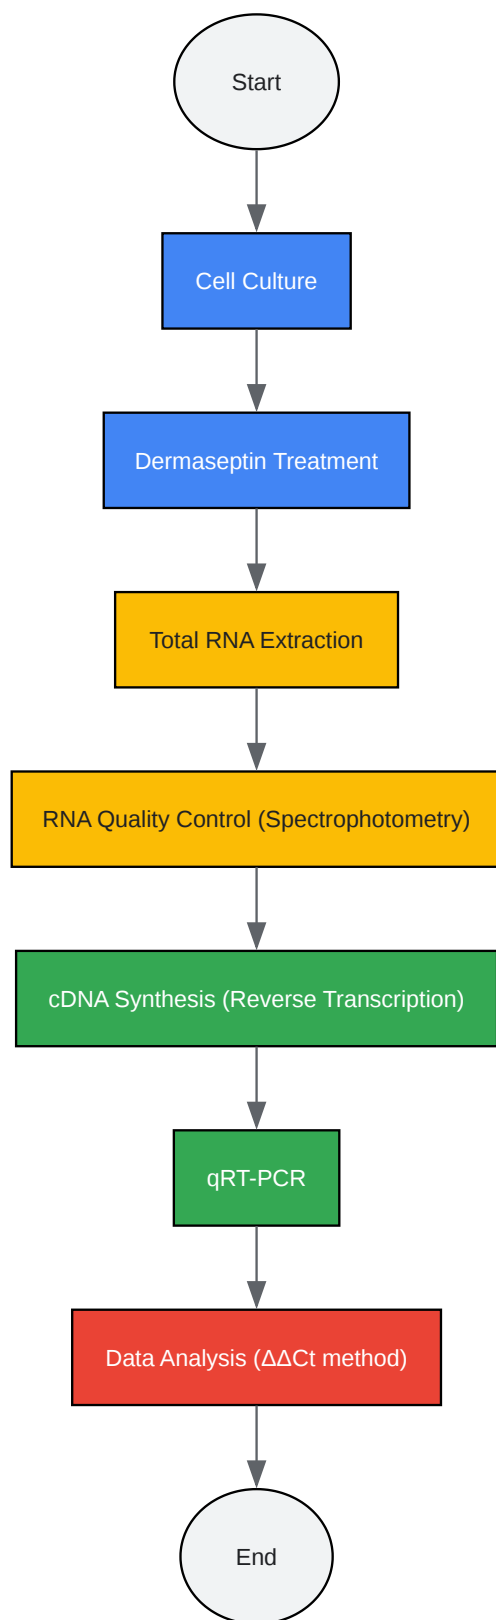 Start
Cell Culture
Dermaseptin Treatment
Total RNA Extraction
RNA Quality Control (Spectrophotometry)
cDNA Synthesis (Reverse Transcription)
qRT-PCR
Data Analysis (ΔΔCt method)
End